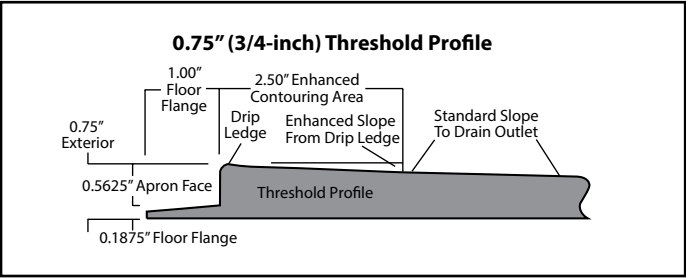 0.75″ (3/4-inch) Threshold Profile
1.00″
Floor
Flange
2.50″ Enhanced
Contouring Area
0.75″
Exterior
Drip
Ledge
Enhanced Slope
From Drip Ledge
Standard Slope
To Drain Outlet
0.5625″ Apron Face
Threshold Profile
0.1875″ Floor Flange